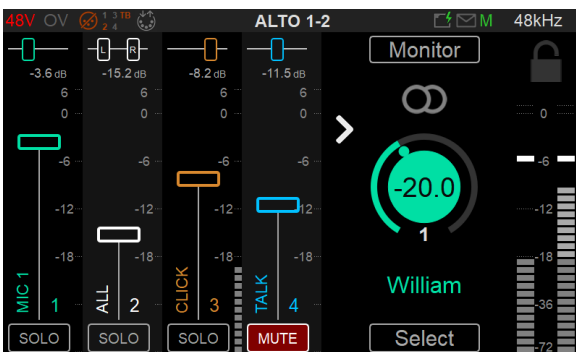 48V OV 1 3 TB 2 4 ALTO 1-2 M 48kHz
L R Monitor
-3.6 dB -15.2 dB -8.2 dB -11.5 dB
6 6 6 6
0 0 0 0 0
-6 -6 -6 -6 -6
-20.0
-12 -12 -12 12 -12
1
-18 -18 -18 -18 -18
MIC 1 1 ALL 2 CLICK 3 TALK 4
William
-36
SOLO SOLO SOLO MUTE Select -72